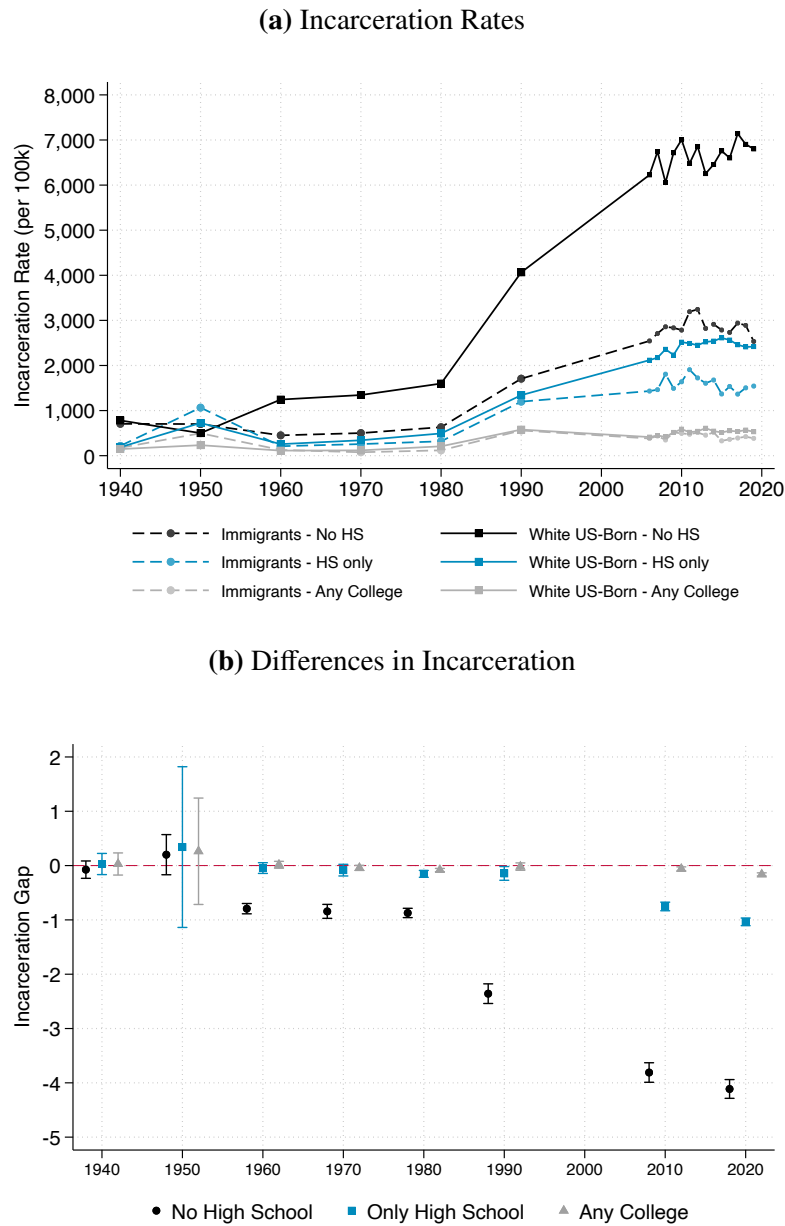 (a) Incarceration Rates
Incarceration Rate (per 100k)
8,000
7,000
6,000
5,000
4,000
3,000
2,000
1,000
0
1940 1950 1960 1970 1980 1990 2000 2010 2020
Immigrants - No HS White US-Born - No HS
Immigrants - HS only White US-Born - HS only
Immigrants - Any College White US-Born - Any College
(b) Differences in Incarceration
Incarceration Gap
2
1
0
-1
-2
-3
-4
-5
1940 1950 1960 1970 1980 1990 2000 2010 2020
No High School Only High School Any College